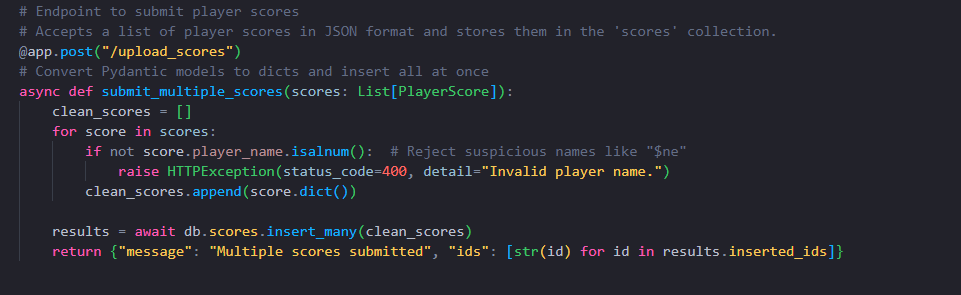 # Endpoint to submit player scores
# Accepts a list of player scores in JSON format and stores them in the 'scores' collection.
@app.post("/upload_scores")
# Convert Pydantic models to dicts and insert all at once
async def submit_multiple_scores(scores: List[PlayerScore]):
    clean_scores = []
    for score in scores:
        if not score.player_name.isalnum():  # Reject suspicious names like "$ne"
            raise HTTPException(status_code=400, detail="Invalid player name.")
        clean_scores.append(score.dict())

    results = await db.scores.insert_many(clean_scores)
    return {"message": "Multiple scores submitted", "ids": [str(id) for id in results.inserted_ids]}